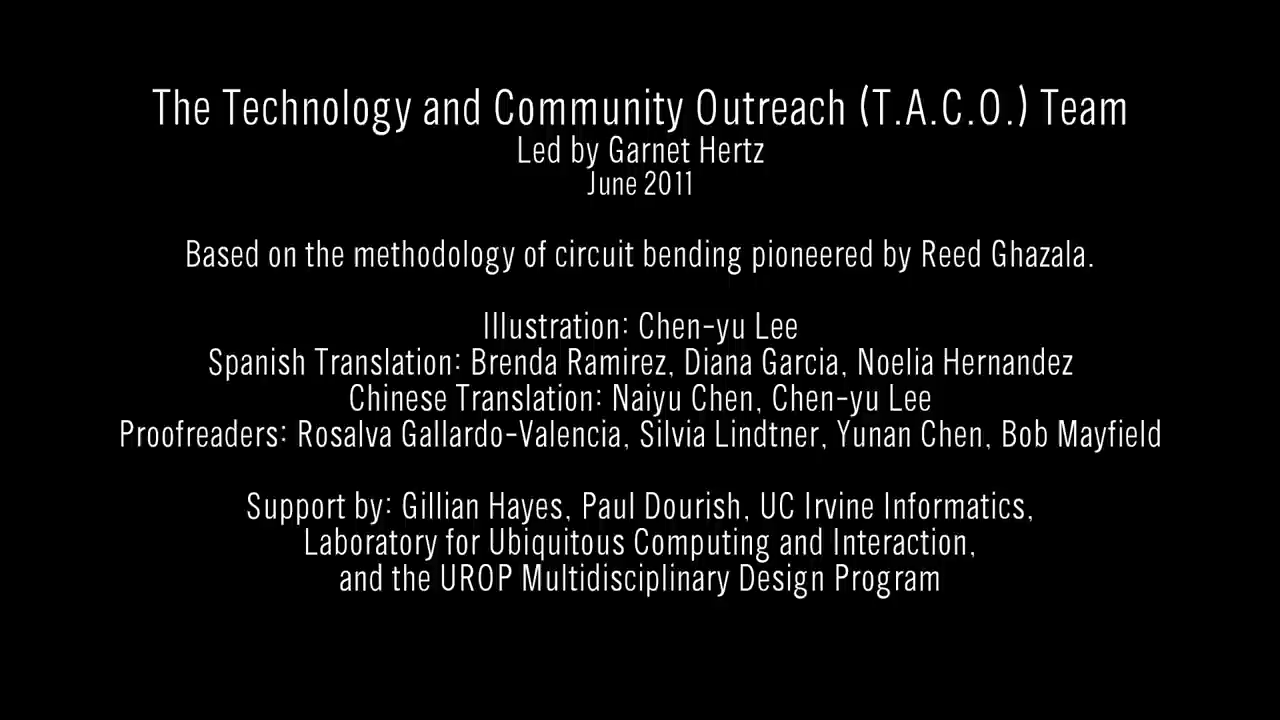 The Technology and Community Outreach (T.A.C.O.) Team
Led by Garnet Hertz
June 2011
Based on the methodology of circuit bending pioneered by Reed Ghazala.
Illustration: Chen-yu Lee
Spanish Translation: Brenda Ramirez, Diana Garcia, Noelia Hernandez
Chinese Translation: Naiyu Chen, Chen-yu Lee
Proofreaders: Rosalva Gallardo-Valencia, Silvia Lindtner, Yunan Chen, Bob Mayfield
Support by: Gillian Hayes, Paul Dourish, UC Irvine Informatics,
Laboratory for Ubiquitous Computing and Interaction,
and the UROP Multidisciplinary Design Program